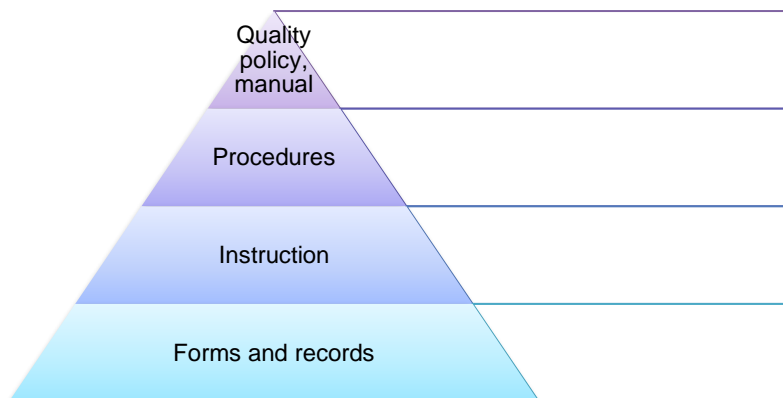 Quality
policy,
manual
Procedures
Instruction
Forms and records